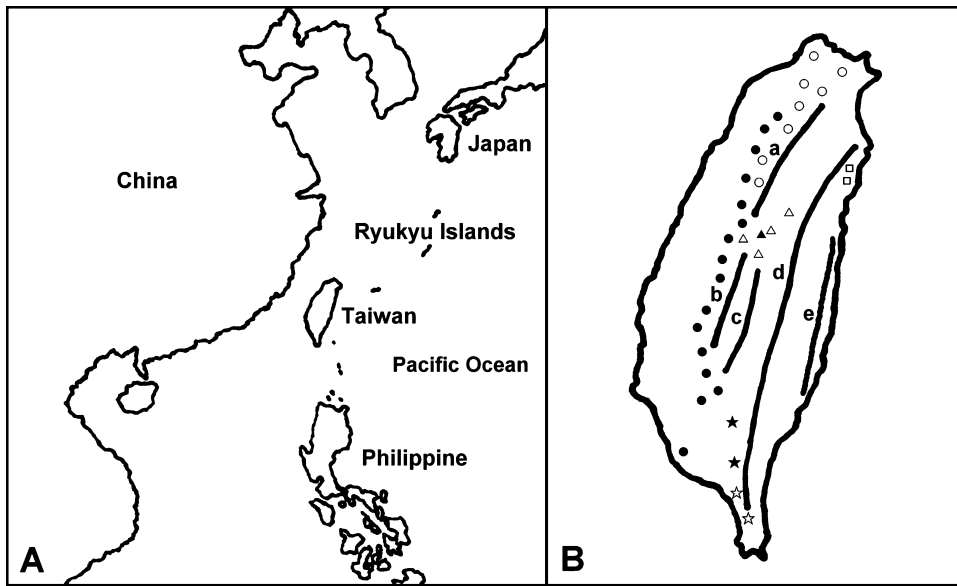 China
Japan
Ryukyu Islands
Taiwan
Pacific Ocean
Philippine
A
a
b
c
d
e
B